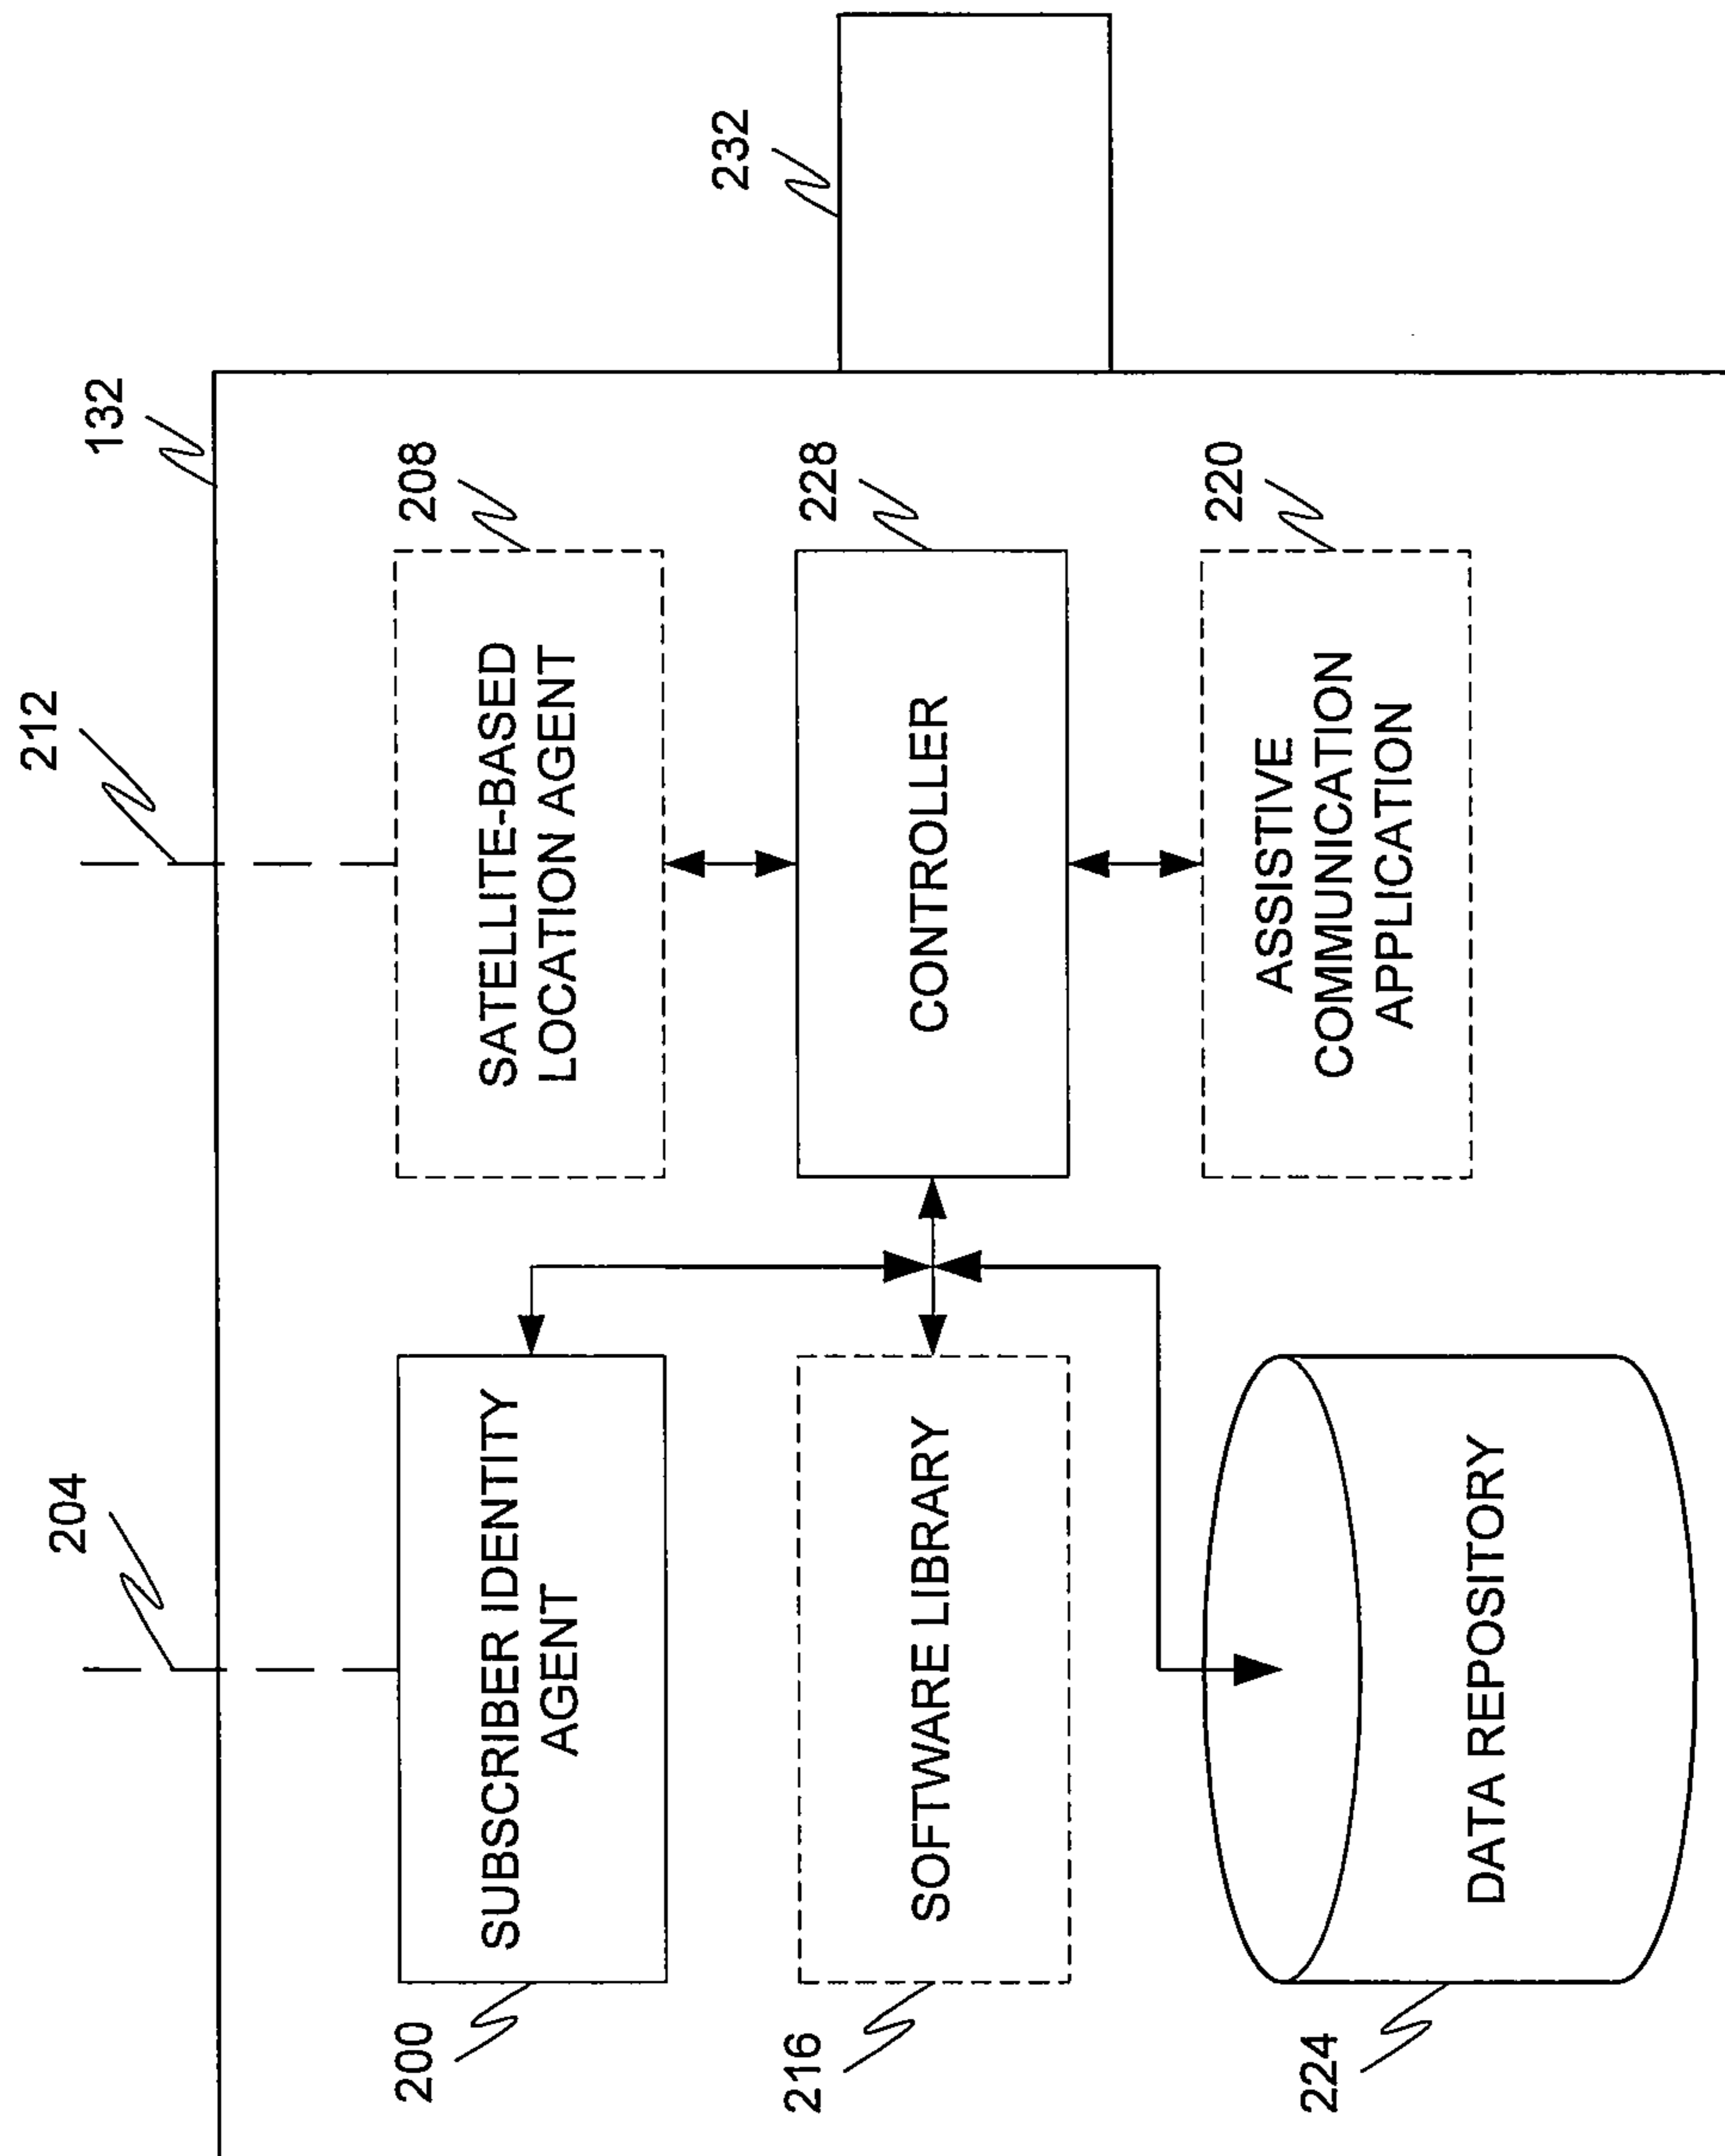 204
212
132
200
SUBSCRIBER IDENTITY
AGENT
SATELLITE-BASED
LOCATION AGENT
208
232
216
SOFTWARE LIBRARY
CONTROLLER
228
224
DATA REPOSITORY
ASSISTIVE
COMMUNICATION
APPLICATION
220